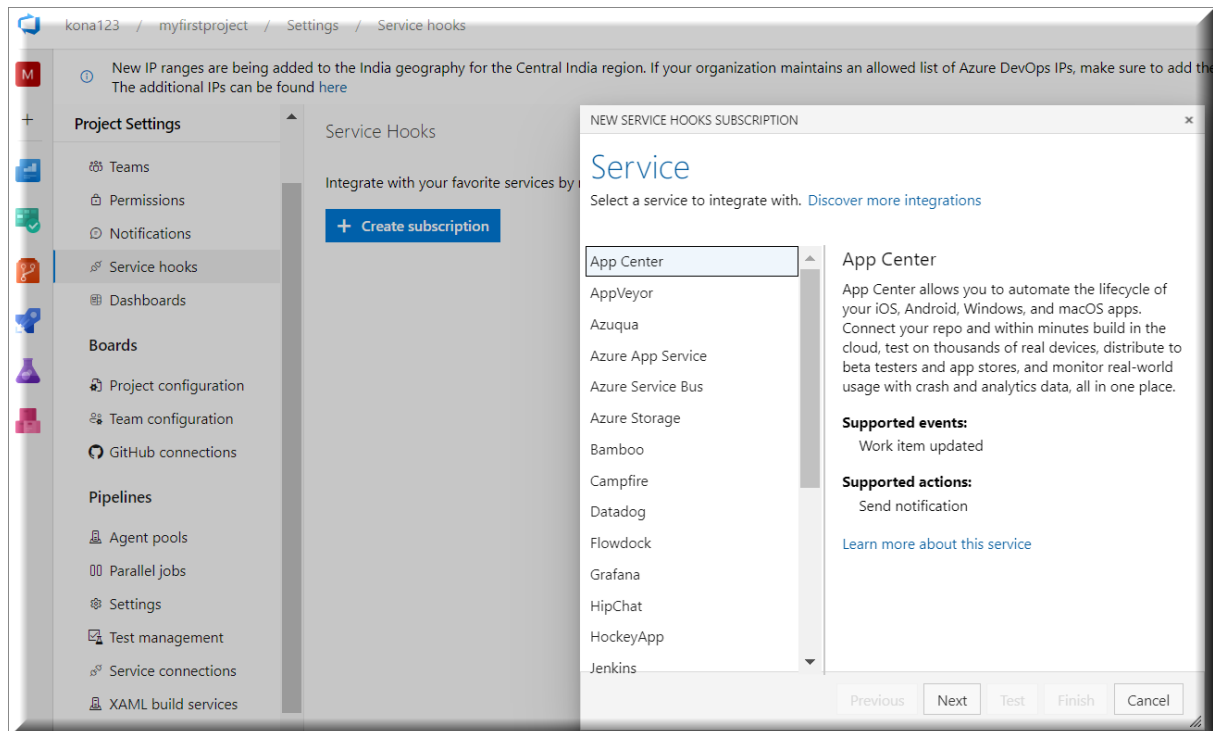 kona123 / myfirstproject / Settings / Service hooks
M
New IP ranges are being added to the India geography for the Central India region. If your organization maintains an allowed list of Azure DevOps IPs, make sure to add the
The additional IPs can be found here
Project Settings
Teams
Permissions
Notifications
Service hooks
Dashboards
Boards
Project configuration
Team configuration
GitHub connections
Pipelines
Agent pools
Parallel jobs
Settings
Test management
Service connections
XAML build services
Service Hooks
Integrate with your favorite services by
+ Create subscription
NEW SERVICE HOOKS SUBSCRIPTION
Service
Select a service to integrate with. Discover more integrations
App Center
AppVeyor
Azuqua
Azure App Service
Azure Service Bus
Azure Storage
Bamboo
Campfire
Datadog
Flowdock
Grafana
HipChat
HockeyApp
Jenkins
App Center
App Center allows you to automate the lifecycle of
your iOS, Android, Windows, and macOS apps.
Connect your repo and within minutes build in the
cloud, test on thousands of real devices, distribute to
beta testers and app stores, and monitor real-world
usage with crash and analytics data, all in one place.
Supported events:
Work item updated
Supported actions:
Send notification
Learn more about this service
Previous Next Test Finish Cancel